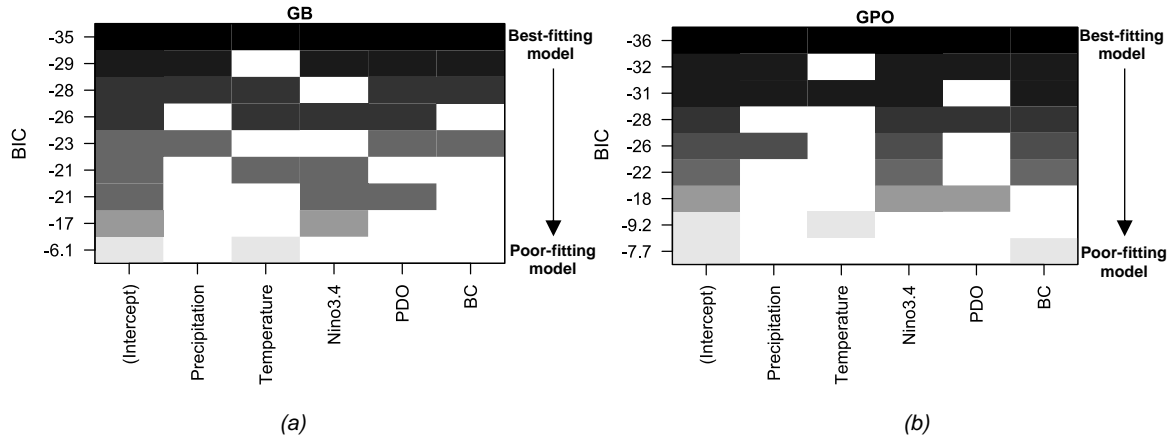 GB
BIC
-35
-29
-28
-26
-23
-21
-21
-17
-6.1
(Intercept)
Precipitation
Temperature
Nino3.4
PDO
BC
Best-fitting
model
Poor-fitting
model
(a)
GPO
BIC
-36
-32
-31
-28
-26
-22
-18
-9.2
-7.7
(Intercept)
Precipitation
Temperature
Nino3.4
PDO
BC
Best-fitting
model
Poor-fitting
model
(b)